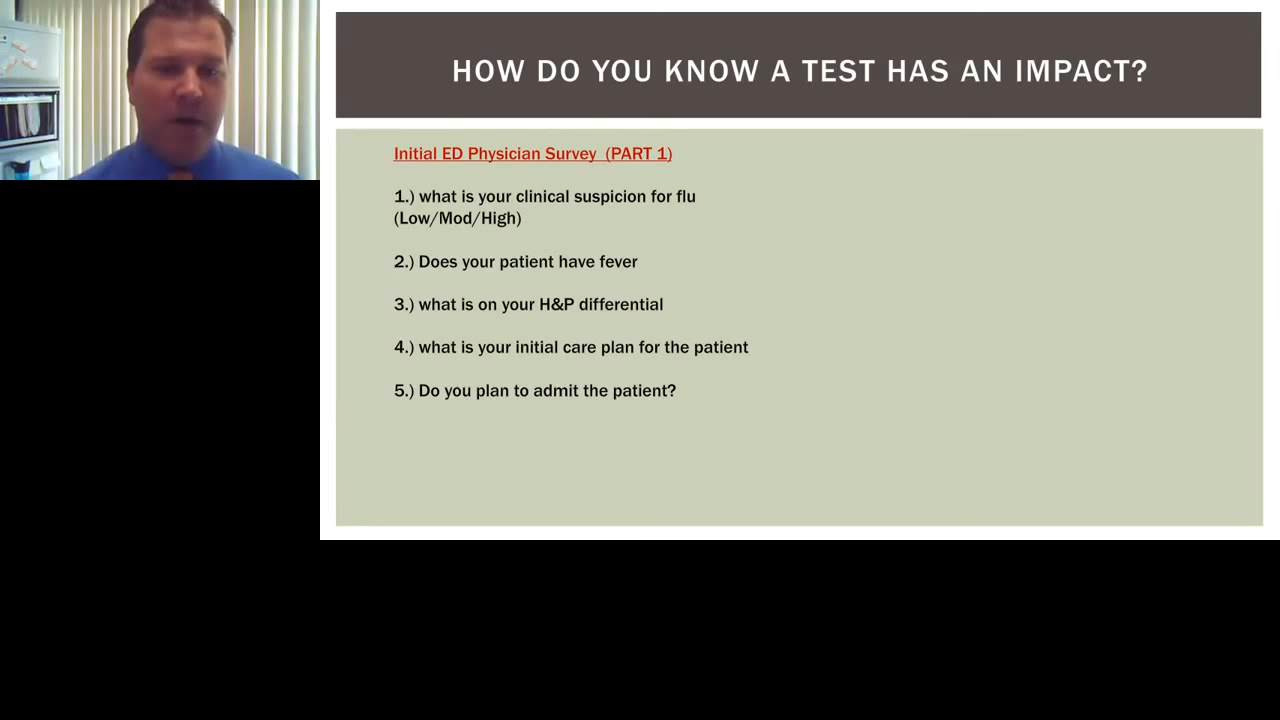 HOW DO YOU KNOW A TEST HAS AN IMPACT?
Initial ED Physician Survey (PART 1)
1.) what is your clinical suspicion for flu
(Low/Mod/High)
2.) Does your patient have fever
3.) what is on your H&P differential
4.) what is your initial care plan for the patient
5.) Do you plan to admit the patient?